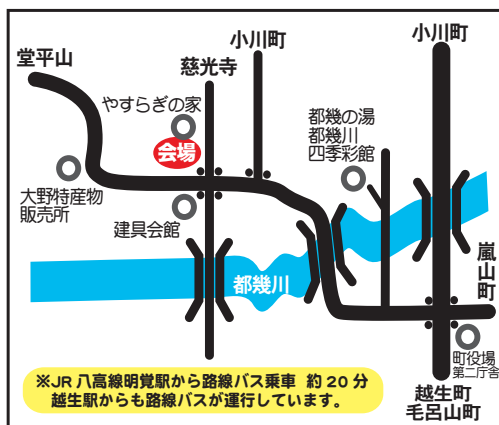 小川町
小川町
堂平山
慈光寺
やすらぎの家
会場
都幾の湯
都幾川
四季彩館
大野特産物
販売所
建具会館
嵐山町
都幾川
町役場
第二庁舎
越生町
毛呂山町
※JR 八高線明覚駅から路線バス乗車 約20分
越生駅からも路線バスが運行しています。